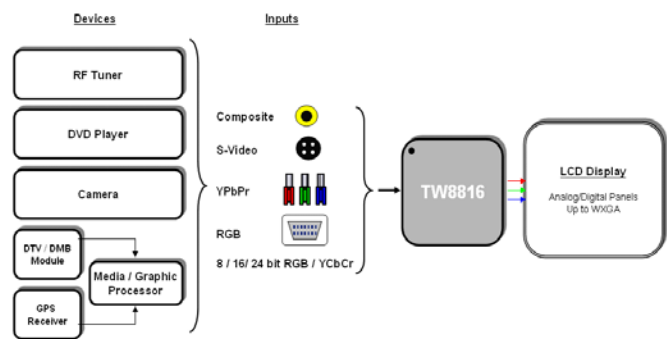 Devices
RF Tuner
DVD Player
Camera
DTV / DMB
Module
Media / Graphic
Processor
GPS
Receiver
Inputs
Composite
S-Video
YPbPr
RGB
8 / 16/ 24 bit RGB / YCbCr
TW8816
LCD Display
Analog/Digital Panels
Up to WXGA